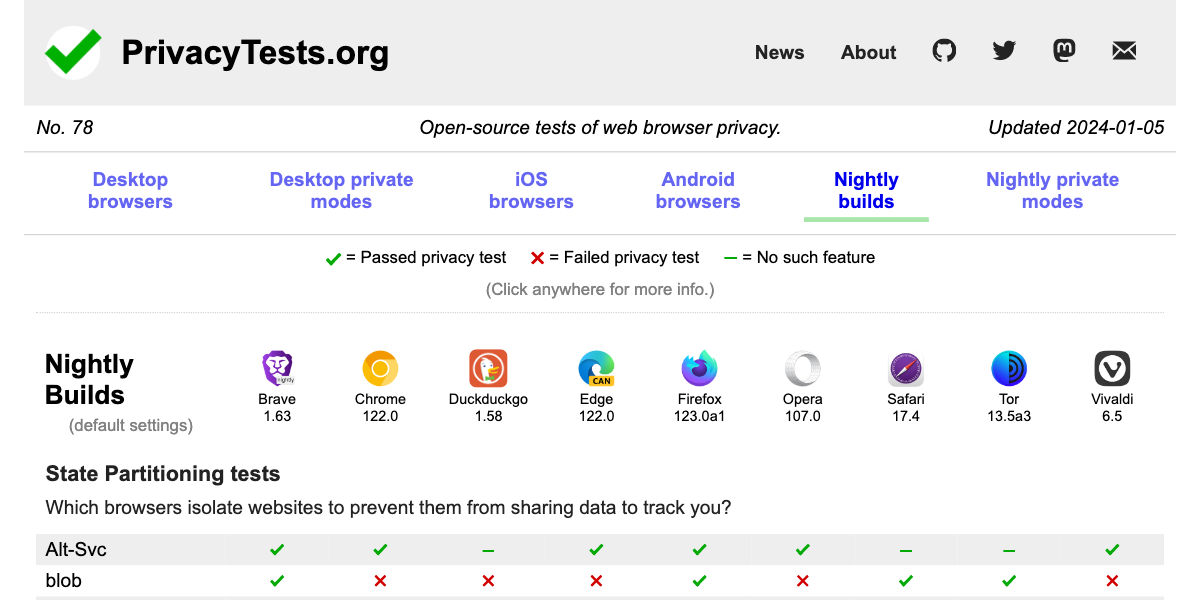 PrivacyTests.org
News About
No. 78 Open-source tests of web browser privacy. Updated 2024-01-05
Desktop browsers Desktop private modes iOS browsers Android browsers Nightly builds Nightly private modes
✓ = Passed privacy test ✕ = Failed privacy test – = No such feature
(Click anywhere for more info.)
Nightly Builds
(default settings)
Brave 1.63
nightly
Chrome 122.0
Duckduckgo 1.58
CAN
Edge 122.0
Firefox 123.0a1
Opera 107.0
Safari 17.4
Tor 13.5a3
Vivaldi 6.5
State Partitioning tests
Which browsers isolate websites to prevent them from sharing data to track you?
Alt-Svc ✓ ✓ – ✓ ✓ ✓ – – ✓
blob ✓ ✕ ✕ ✕ ✓ ✕ ✓ ✓ ✕